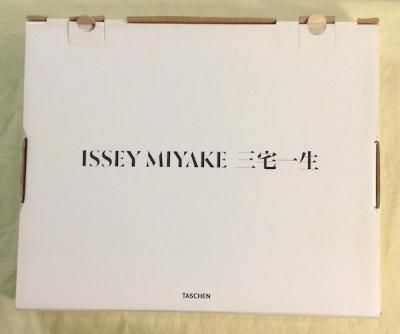 ISSEY MIYAKE 三宅一生
TASCHEN